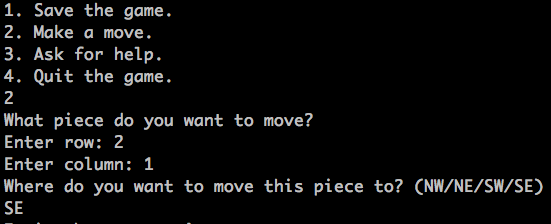 1. Save the game.
2. Make a move.
3. Ask for help.
4. Quit the game.
2
What piece do you want to move?
Enter row: 2
Enter column: 1
Where do you want to move this piece to? (NW/NE/SW/SE)
SE